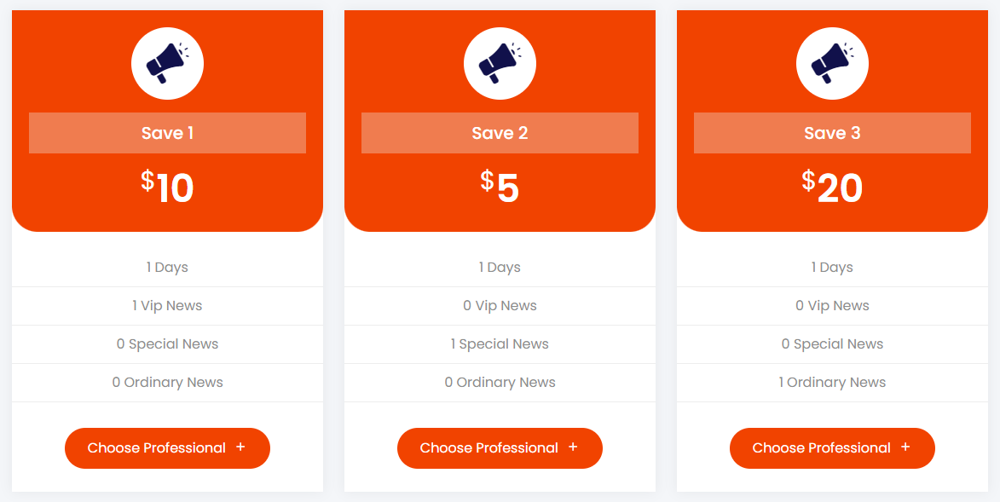 Save 1
$10
1 Days
1 Vip News
0 Special News
0 Ordinary News
Choose Professional +
Save 2
$5
1 Days
0 Vip News
1 Special News
0 Ordinary News
Choose Professional +
Save 3
$20
1 Days
0 Vip News
0 Special News
1 Ordinary News
Choose Professional +